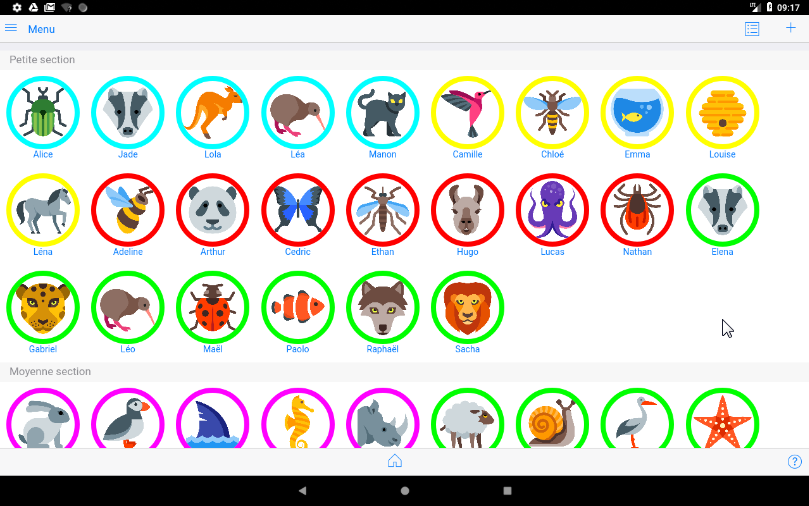 LTE 09:17
Menu
Petite section
Alice Jade Lola Léa Manon Camille Chloé Emma Louise
Léna Adeline Arthur Cedric Ethan Hugo Lucas Nathan Elena
Gabriel Léo Maël Paolo Raphaël Sacha
Moyenne section
?